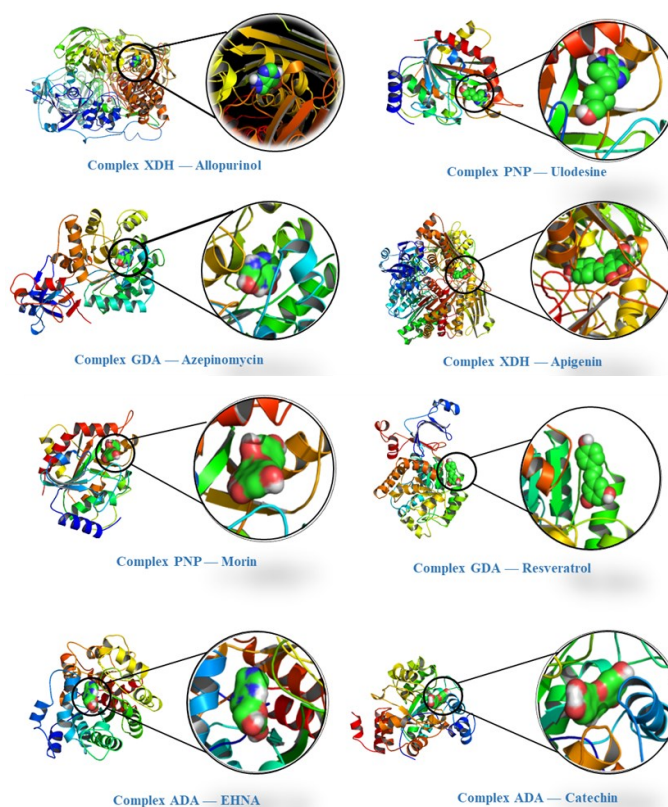 Complex XDH — Allopurinol
Complex PNP — Ulodesine
Complex GDA — Azepinomycin
Complex XDH — Apigenin
Complex PNP — Morin
Complex GDA — Resveratrol
Complex ADA — EHNA
Complex ADA — Catechin